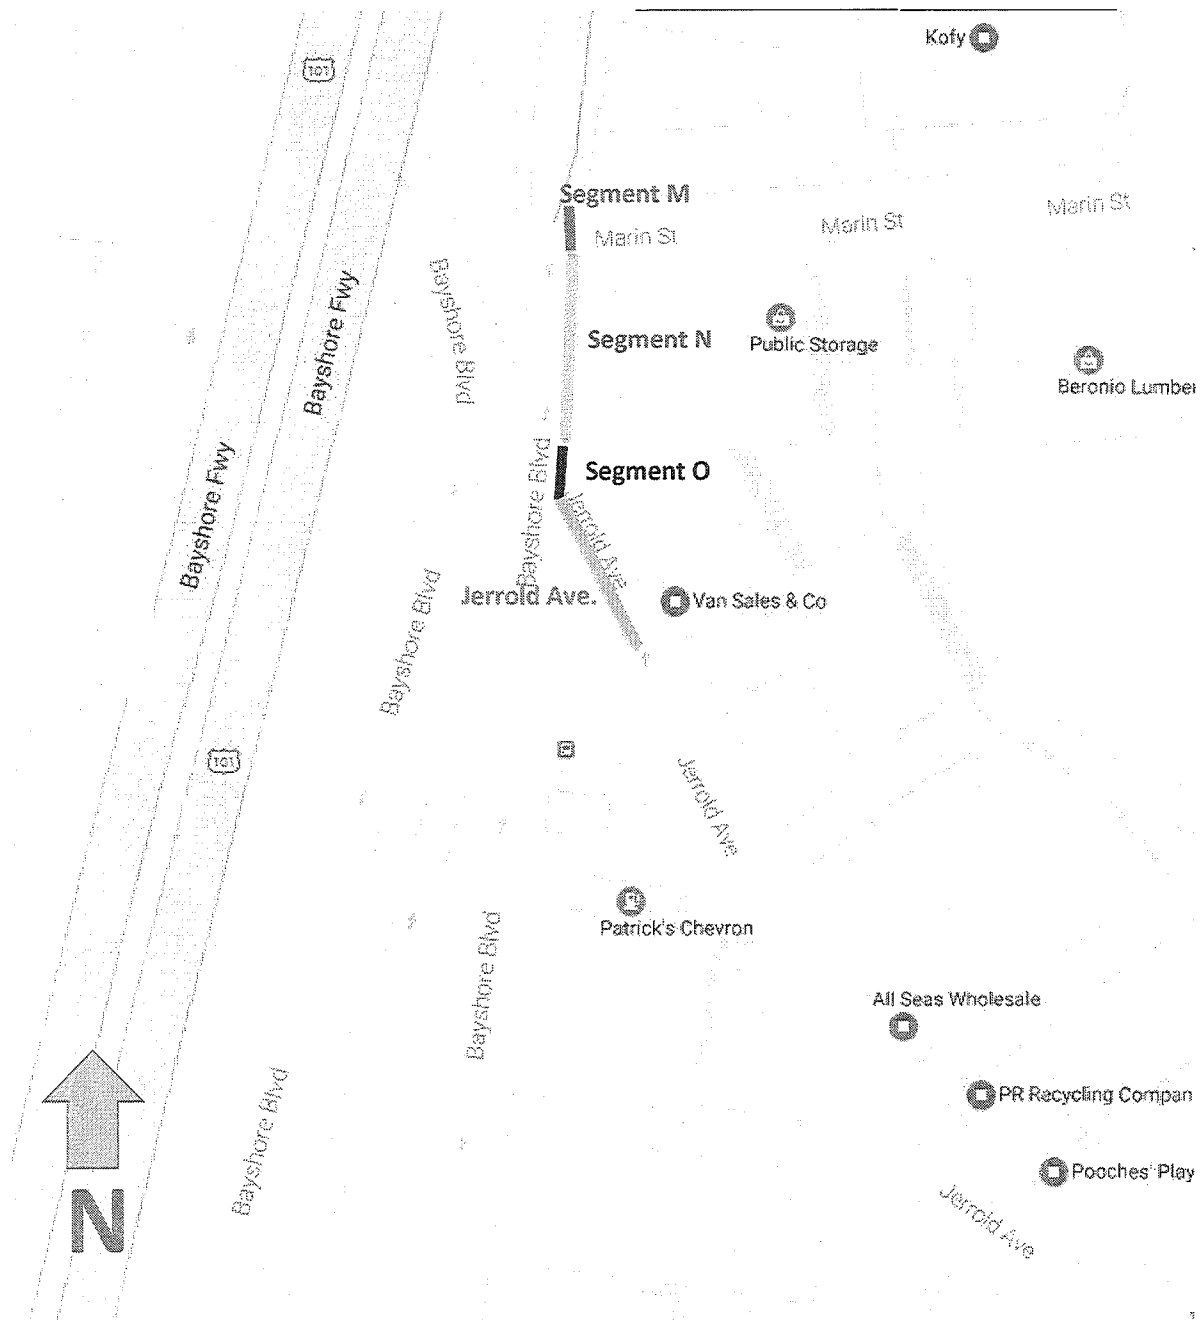 Kofy
101
Segment M
Marin St
Marin St
Marin St
Bayshore Blvd
Bayshore Fwy
Segment N
Public Storage
Beronio Lumber
Bayshore Fwy
Bayshore Blvd
Segment O
Jerrold Ave
Jerrold Ave.
Van Sales & Co
Bayshore Blvd
101
Jerrold Ave
Patrick's Chevron
Bayshore Blvd
All Seas Wholesale
PR Recycling Compan
Bayshore Blvd
Pooches' Play
Jerrold Ave
N
1